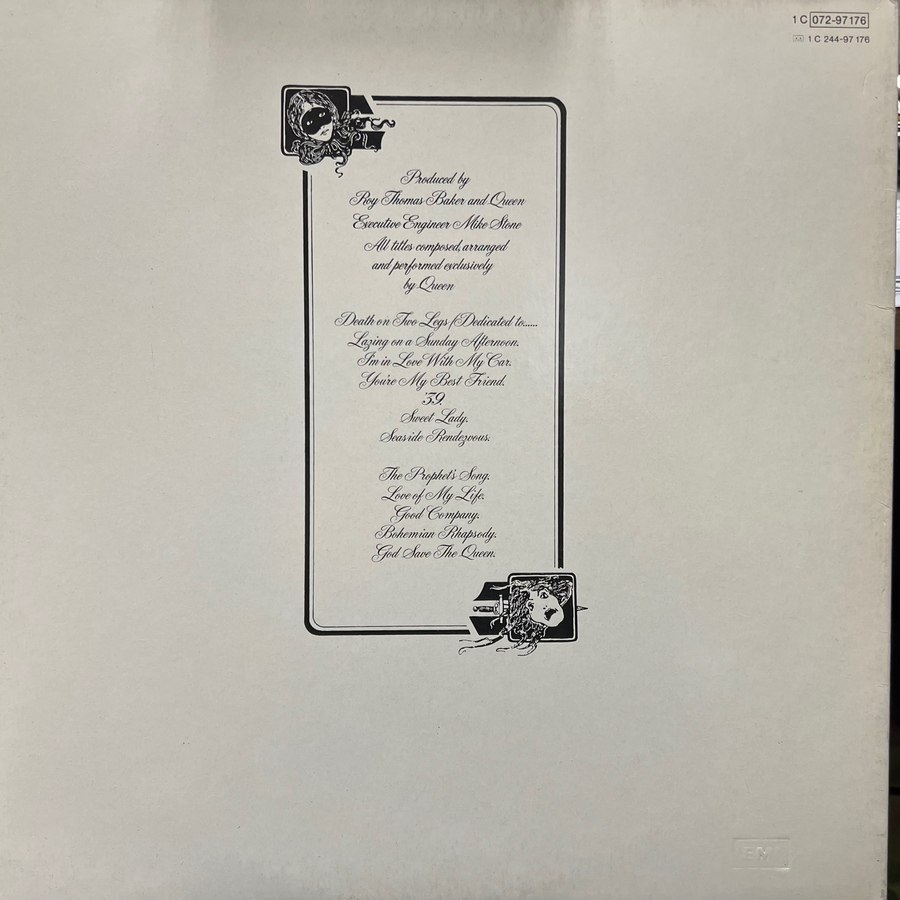 1 C 072-97176
1 C 244-97 176
Produced by
Roy Thomas Baker and Queen
Executive Engineer Mike Stone
All titles composed, arranged
and performed exclusively
by Queen
Death on Two Legs (Dedicated to......
Lazing on a Sunday Afternoon.
I'm in Love With My Car.
You're My Best Friend.
'39.
Sweet Lady.
Seaside Rendezvous.
The Prophet's Song.
Love of My Life.
Good Company.
Bohemian Rhapsody.
God Save The Queen.
EMI